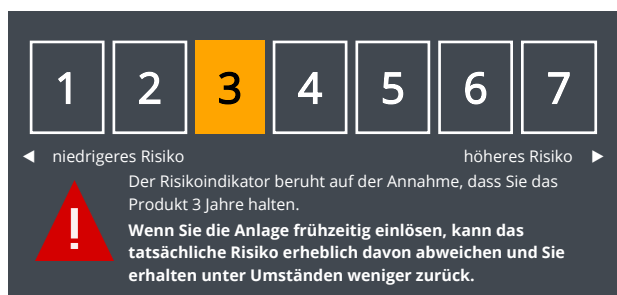 1 2 3 4 5 6 7
◄ niedrigeres Risiko höheres Risiko ►
Der Risikoindikator beruht auf der Annahme, dass Sie das
Produkt 3 Jahre halten.
!
Wenn Sie die Anlage frühzeitig einlösen, kann das
tatsächliche Risiko erheblich davon abweichen und Sie
erhalten unter Umständen weniger zurück.